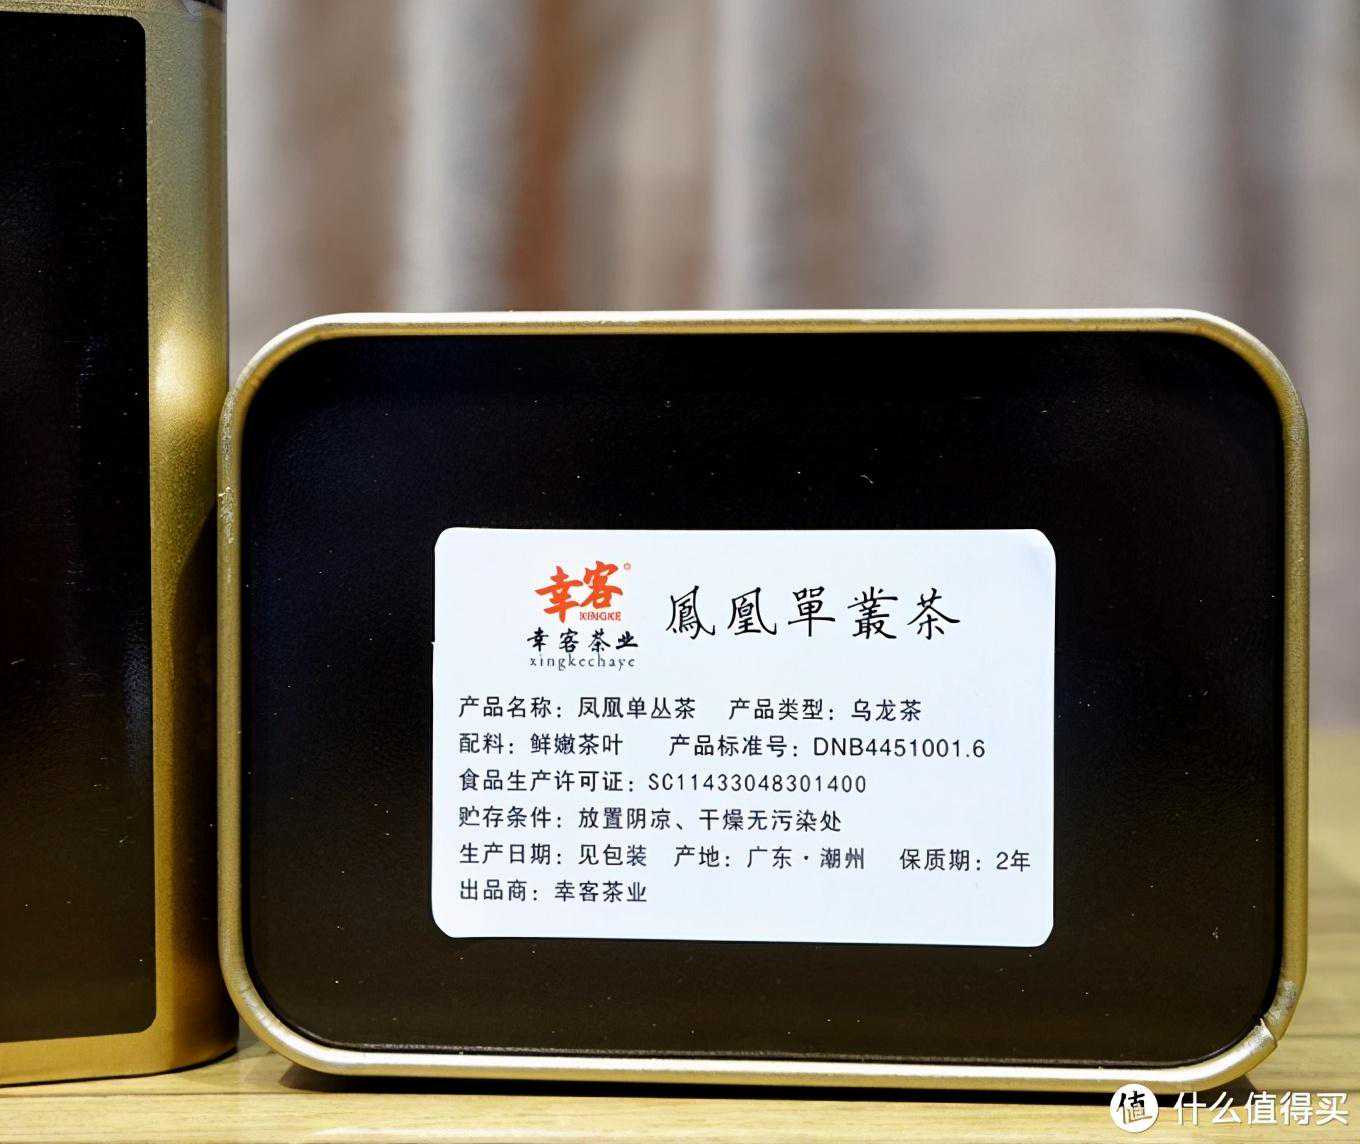 幸客
XINGKE
幸客茶业
xingkechaye
鳳凰單叢茶
产品名称：凤凰单丛茶 产品类型：乌龙茶
配料：鲜嫩茶叶 产品标准号：DNB4451001.6
食品生产许可证：SC11433048301400
贮存条件：放置阴凉、干燥无污染处
生产日期：见包装 产地：广东·潮州 保质期：2年
出品商：幸客茶业
值 什么值得买